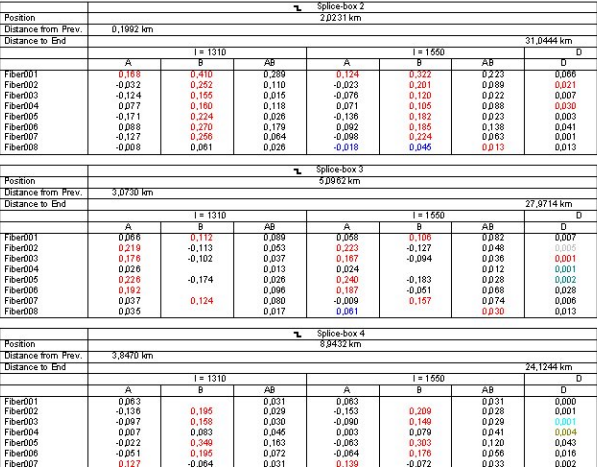 Splice-box 2
Position 2,0231 km
Distance from Prev. 0,1992 km
Distance to End 31,0444 km
l = 1310 l = 1550 D
A B AB A B AB D
Fiber001 0,168 0,410 0,289 0,124 0,322 0,223 0,066
Fiber002 -0,032 0,252 0,110 -0,023 0,201 0,089 0,021
Fiber003 -0,124 0,155 0,015 -0,076 0,120 0,022 0,007
Fiber004 0,077 0,160 0,118 0,071 0,105 0,088 0,030
Fiber005 -0,171 0,224 0,026 -0,136 0,182 0,023 0,003
Fiber006 0,088 0,270 0,179 0,092 0,185 0,138 0,041
Fiber007 -0,127 0,256 0,064 -0,098 0,224 0,063 0,001
Fiber008 -0,008 0,061 0,026 -0,018 0,045 0,013 0,013
Splice-box 3
Position 5,0962 km
Distance from Prev. 3,0730 km
Distance to End 27,9714 km
l = 1310 l = 1550 D
A B AB A B AB D
Fiber001 0,066 0,112 0,089 0,058 0,106 0,082 0,007
Fiber002 0,219 -0,113 0,053 0,223 -0,127 0,048 0,005
Fiber003 0,176 -0,102 0,037 0,167 -0,094 0,036 0,001
Fiber004 0,026 0,013 0,024 0,012 0,001
Fiber005 0,226 -0,174 0,026 0,240 -0,183 0,028 0,002
Fiber006 0,192 0,096 0,187 -0,051 0,068 0,028
Fiber007 0,037 0,124 0,080 -0,009 0,157 0,074 0,006
Fiber008 0,035 0,017 0,061 0,030 0,013
Splice-box 4
Position 8,9432 km
Distance from Prev. 3,8470 km
Distance to End 24,1244 km
l = 1310 l = 1550 D
A B AB A B AB D
Fiber001 0,063 0,031 0,063 0,031 0,000
Fiber002 -0,136 0,195 0,029 -0,153 0,209 0,028 0,001
Fiber003 -0,097 0,158 0,030 -0,090 0,149 0,029 0,001
Fiber004 0,007 0,083 0,045 0,003 0,079 0,041 0,004
Fiber005 -0,022 0,349 0,163 -0,063 0,303 0,120 0,043
Fiber006 -0,051 0,195 0,072 -0,064 0,176 0,056 0,016
Fiber007 0,127 -0,064 0,031 0,139 -0,072 0,033 0,002